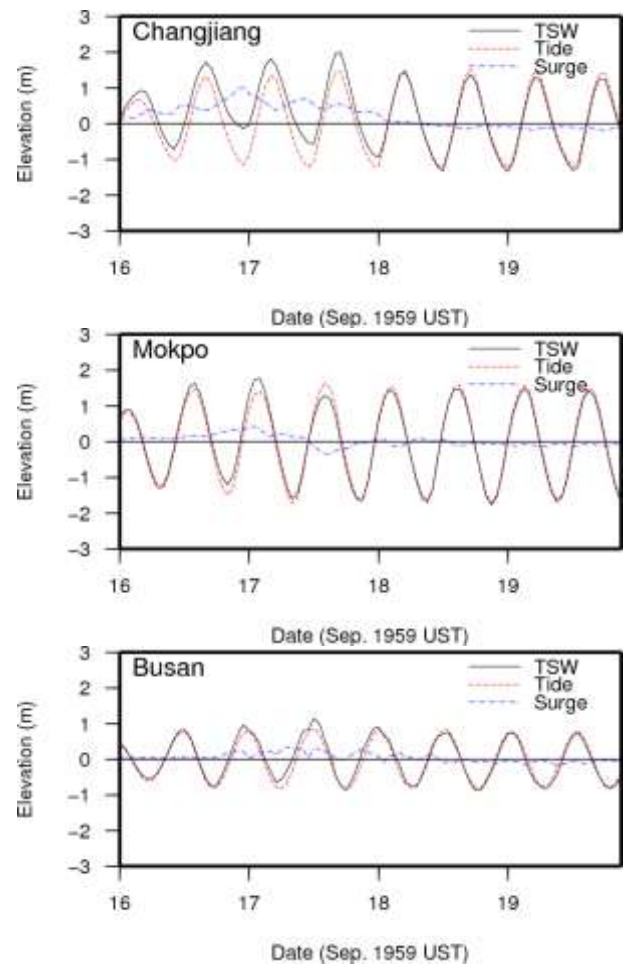 Changjiang
TSW
Tide
Surge
Elevation (m)
3
2
1
0
−1
−2
−3
16
17
18
19
Date (Sep. 1959 UST)
Mokpo
TSW
Tide
Surge
Elevation (m)
3
2
1
0
−1
−2
−3
16
17
18
19
Date (Sep. 1959 UST)
Busan
TSW
Tide
Surge
Elevation (m)
3
2
1
0
−1
−2
−3
16
17
18
19
Date (Sep. 1959 UST)